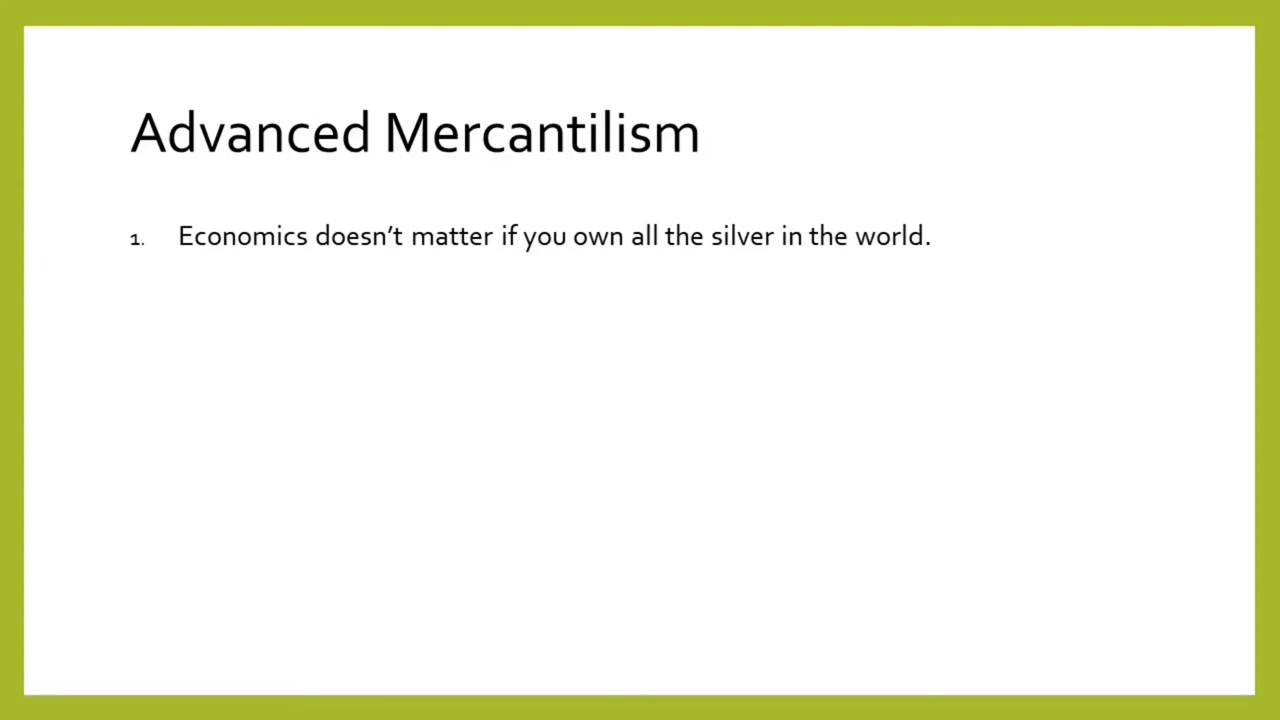 Advanced Mercantilism
1. Economics doesn’t matter if you own all the silver in the world.